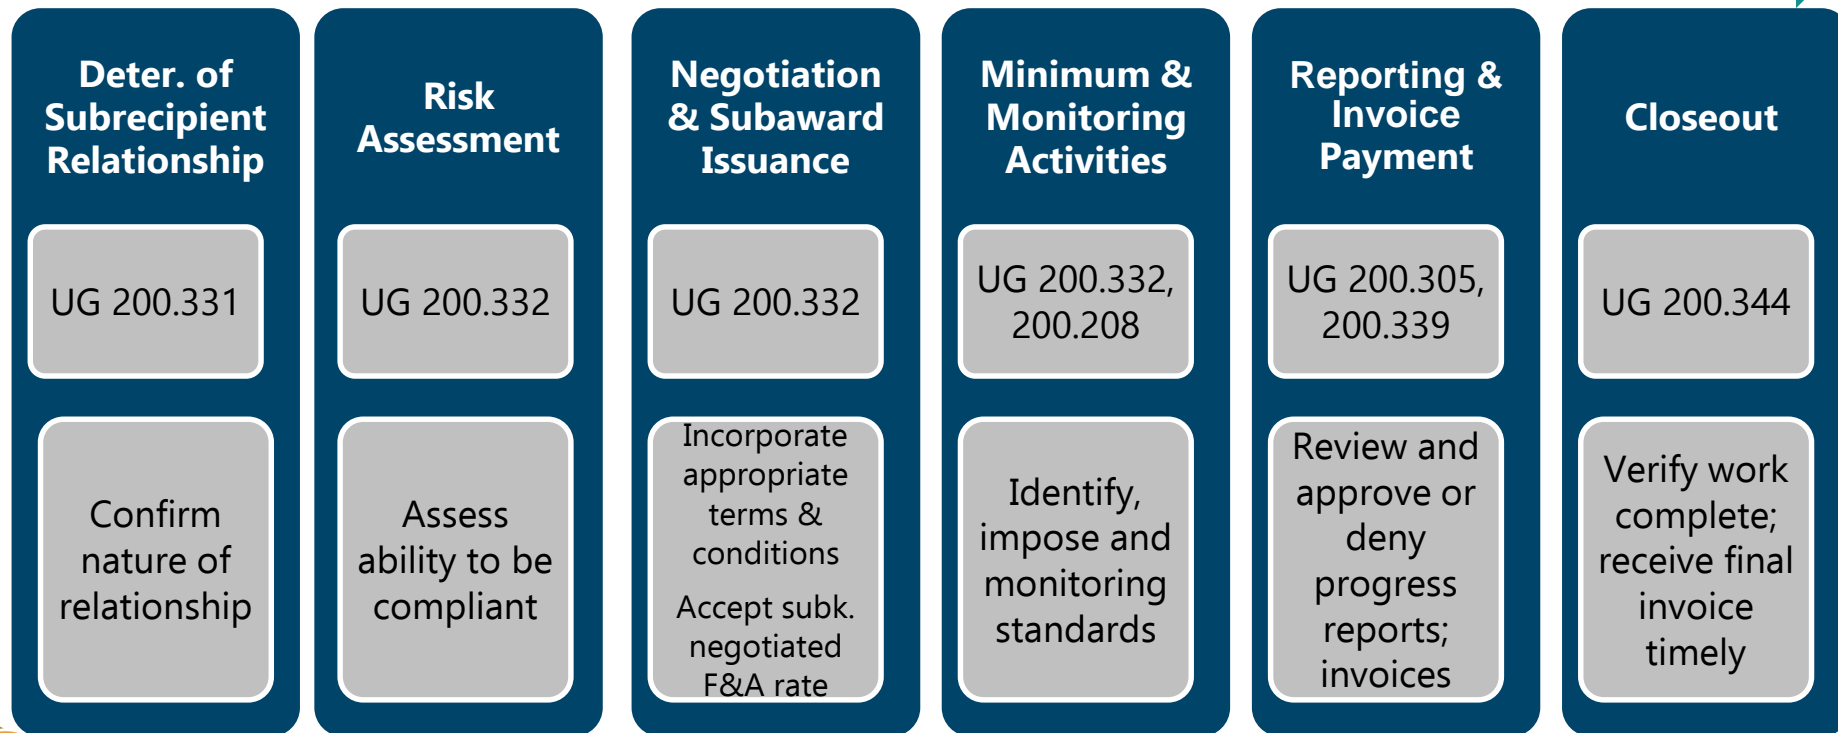 Deter. of
Subrecipient
Relationship
UG 200.331
Confirm
nature of
relationship
Risk
Assessment
UG 200.332
Assess
ability to be
compliant
Negotiation
& Subaward
Issuance
UG 200.332
Incorporate
appropriate
terms &
conditions
Accept subk.
negotiated
F&A rate
Minimum &
Monitoring
Activities
UG 200.332,
200.208
Identify,
impose and
monitoring
standards
Reporting &
Invoice
Payment
UG 200.305,
200.339
Review and
approve or
deny
progress
reports;
invoices
Closeout
UG 200.344
Verify work
complete;
receive final
invoice
timely